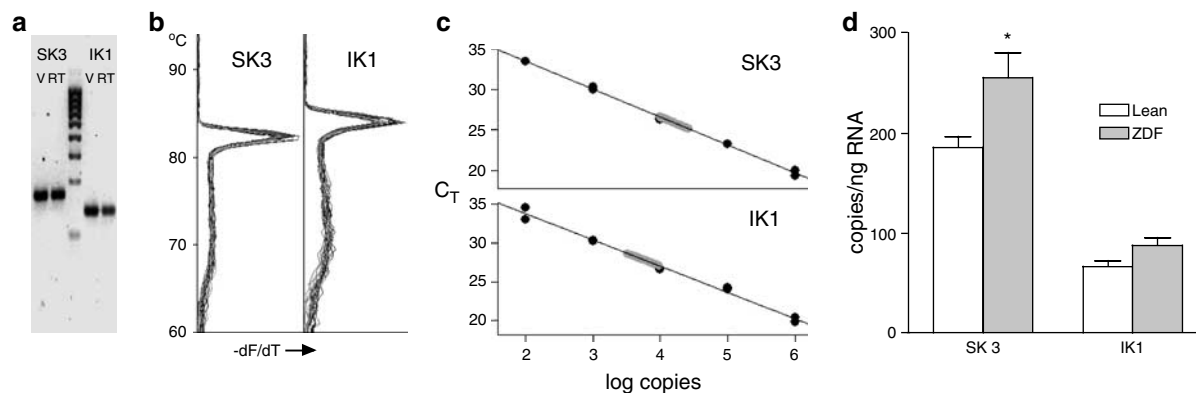 a
SK3 IK1
V RT V RT
b
°C
90
80
70
60
SK3
IK1
-dF/dT
c
35
30
25
20
SK3
C_T
35
30
25
20
IK1
2 3 4 5 6
log copies
d
copies/ng RNA
300
200
100
0
*
Lean
ZDF
SK 3 IK1